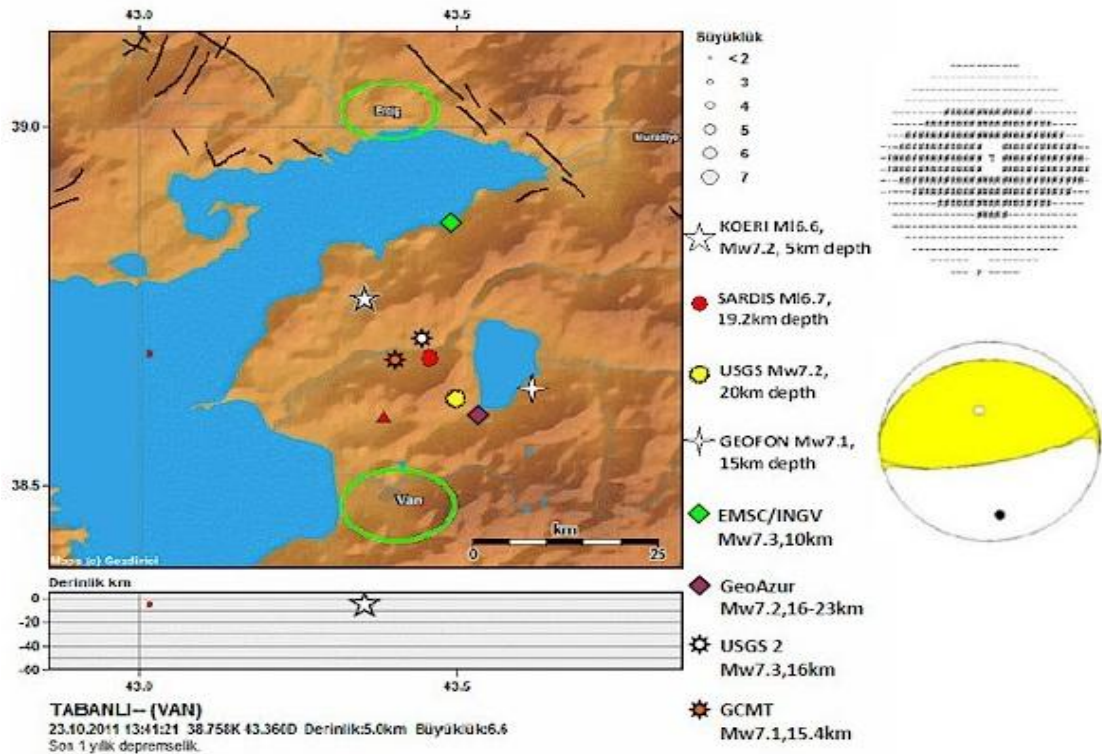 43.0 43.5
39.0
38.5
Erciş
Muradiye
Van
km
0 25
Maps (c) Gezdirici
Derinlik km
0
-20
-40
-60
43.0 43.5
TABANLI-- (VAN)
23.10.2011 13:41:21 38.758K 43.360D Derinlik:5.0km Büyüklük:6.6
Son 1 yıllık depremselik.
Büyüklük
<2
3
4
5
6
7
KOERI Ml6.6,
Mw7.2, 5km depth
SARDIS Ml6.7,
19.2km depth
USGS Mw7.2,
20km depth
GEOFON Mw7.1,
15km depth
EMSC/INGV
Mw7.3,10km
GeoAzur
Mw7.2,16-23km
USGS 2
Mw7.3,16km
GCMT
Mw7.1,15.4km
T
P